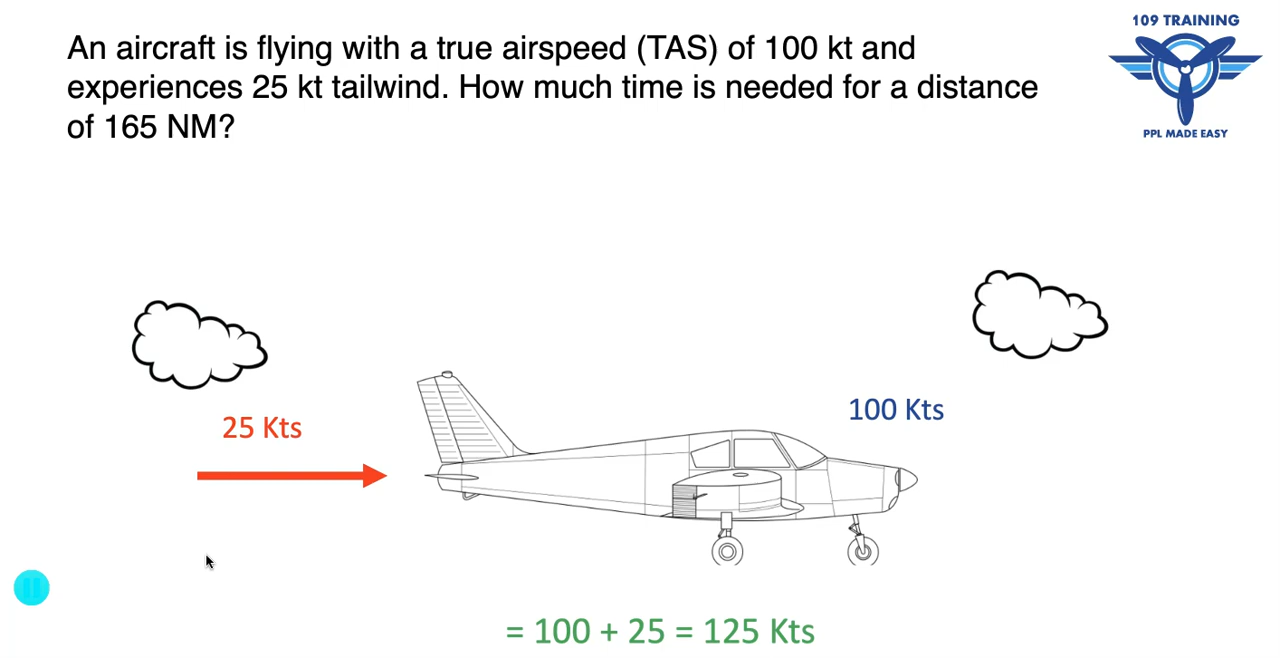 109 TRAINING
An aircraft is flying with a true airspeed (TAS) of 100 kt and
experiences 25 kt tailwind. How much time is needed for a distance
of 165 NM?
PPL MADE EASY
100 Kts
25 Kts
= 100 + 25 = 125 Kts